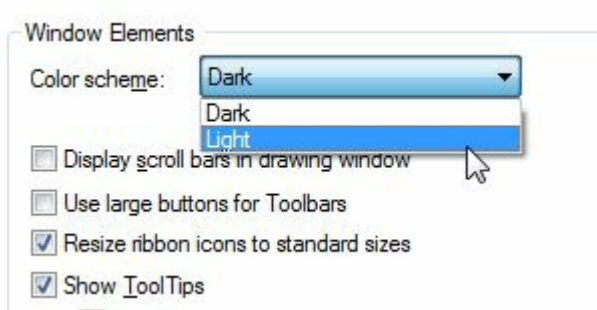 Window Elements
Color scheme: Dark
Dark
Light
Display scroll bars in drawing window
Use large buttons for Toolbars
Resize ribbon icons to standard sizes
Show ToolTips